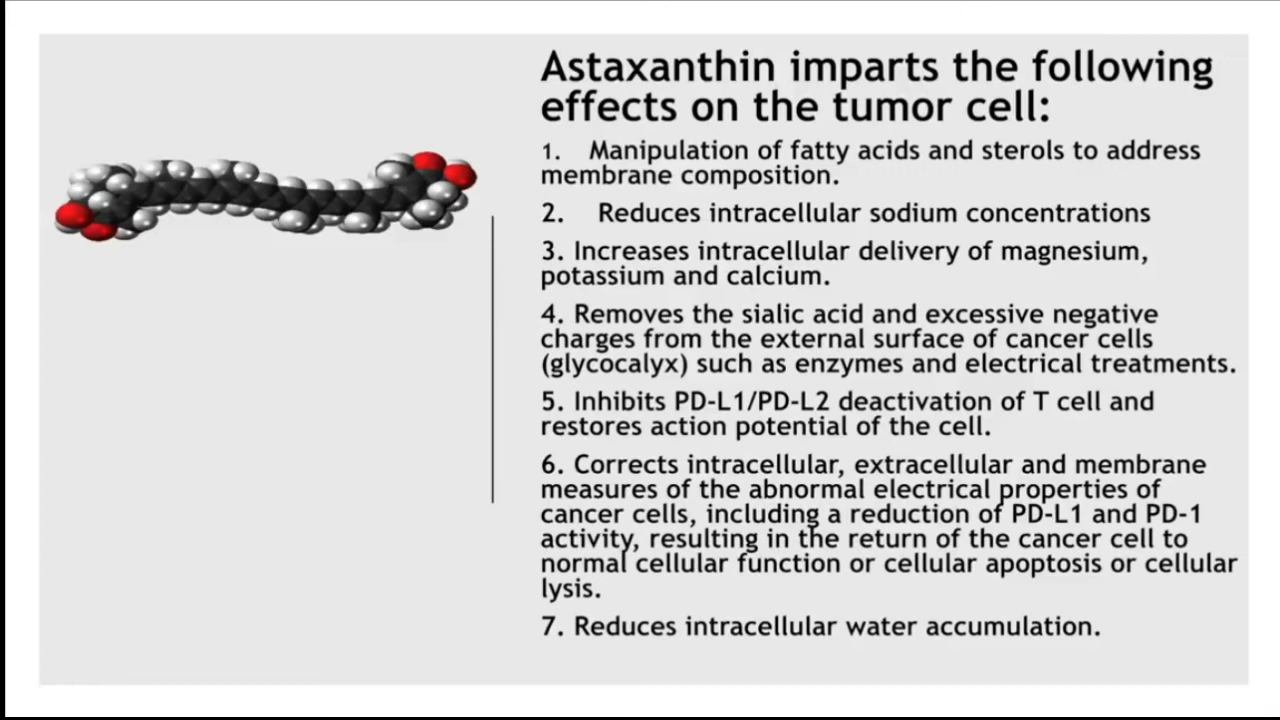 Astaxanthin imparts the following
effects on the tumor cell:
1. Manipulation of fatty acids and sterols to address
membrane composition.
2. Reduces intracellular sodium concentrations
3. Increases intracellular delivery of magnesium,
potassium and calcium.
4. Removes the sialic acid and excessive negative
charges from the external surface of cancer cells
(glycocalyx) such as enzymes and electrical treatments.
5. Inhibits PD-L1/PD-L2 deactivation of T cell and
restores action potential of the cell.
6. Corrects intracellular, extracellular and membrane
measures of the abnormal electrical properties of
cancer cells, including a reduction of PD-L1 and PD-1
activity, resulting in the return of the cancer cell to
normal cellular function or cellular apoptosis or cellular
lysis.
7. Reduces intracellular water accumulation.